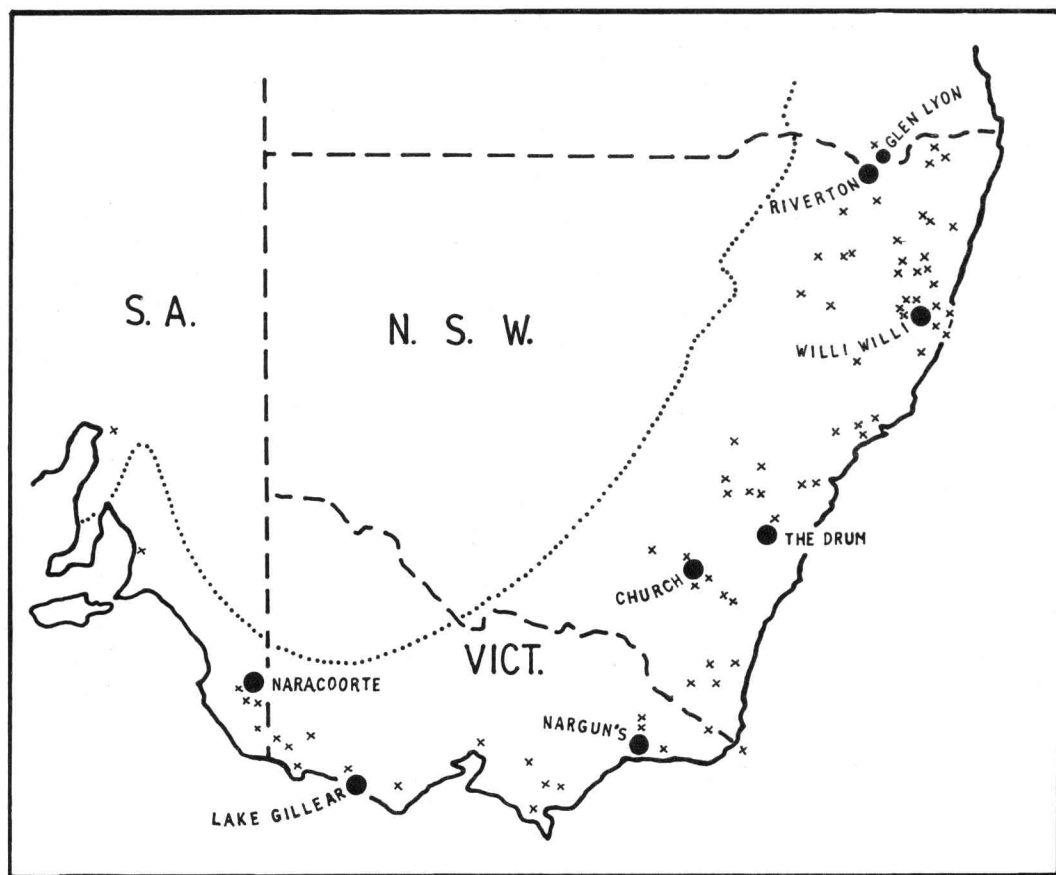 GLEN LYON
RIVERTON
S. A.
N. S. W.
WILLI WILLI
THE DRUM
CHURCH
VICT.
NARACOORTE
NARGUN'S
LAKE GILLEAR